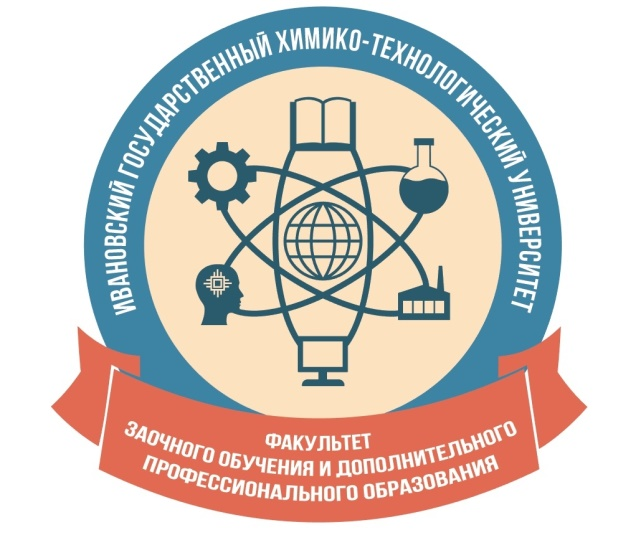 ИВАНОВСКИЙ ГОСУДАРСТВЕННЫЙ ХИМИКО-ТЕХНОЛОГИЧЕСКИЙ УНИВЕРСИТЕТ
ФАКУЛЬТЕТ
ЗАОЧНОГО ОБУЧЕНИЯ И ДОПОЛНИТЕЛЬНОГО
ПРОФЕССИОНАЛЬНОГО ОБРАЗОВАНИЯ